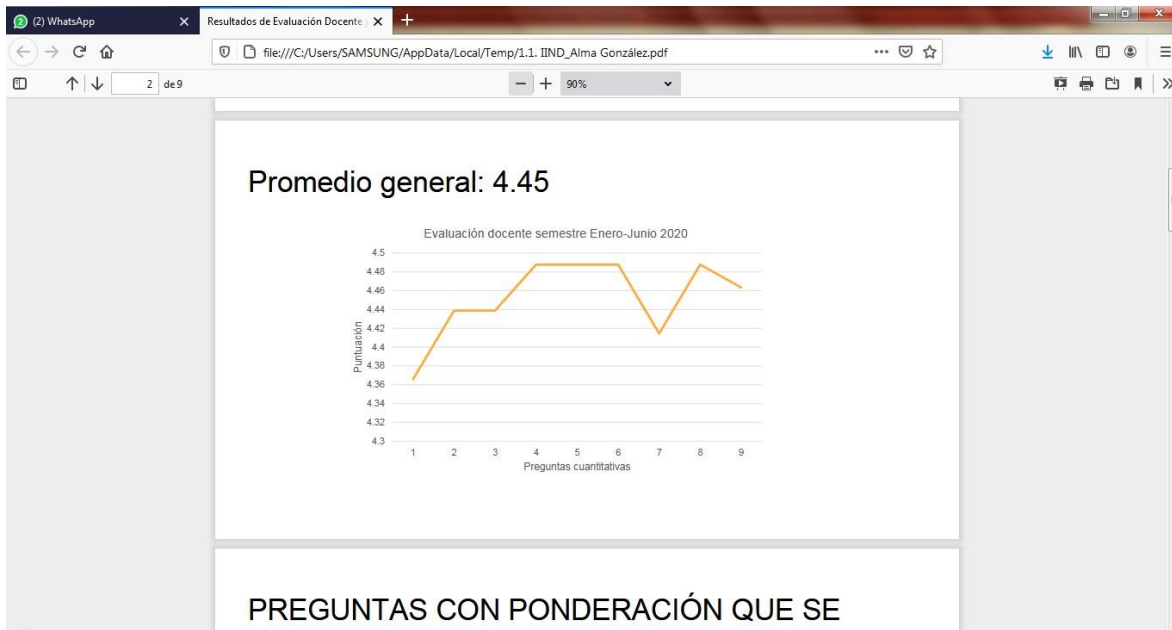 (2) WhatsApp
Resultados de Evaluación Docente
file:///C:/Users/SAMSUNG/AppData/Local/Temp/1.1. IIND_Alma González.pdf
2 de 9
90%
Promedio general: 4.45
Evaluación docente semestre Enero-Junio 2020
4.5
4.48
4.46
4.44
4.42
4.4
4.38
4.36
4.34
4.32
4.3
Puntuación
1 2 3 4 5 6 7 8 9
Preguntas cuantitativas
PREGUNTAS CON PONDERACIÓN QUE SE